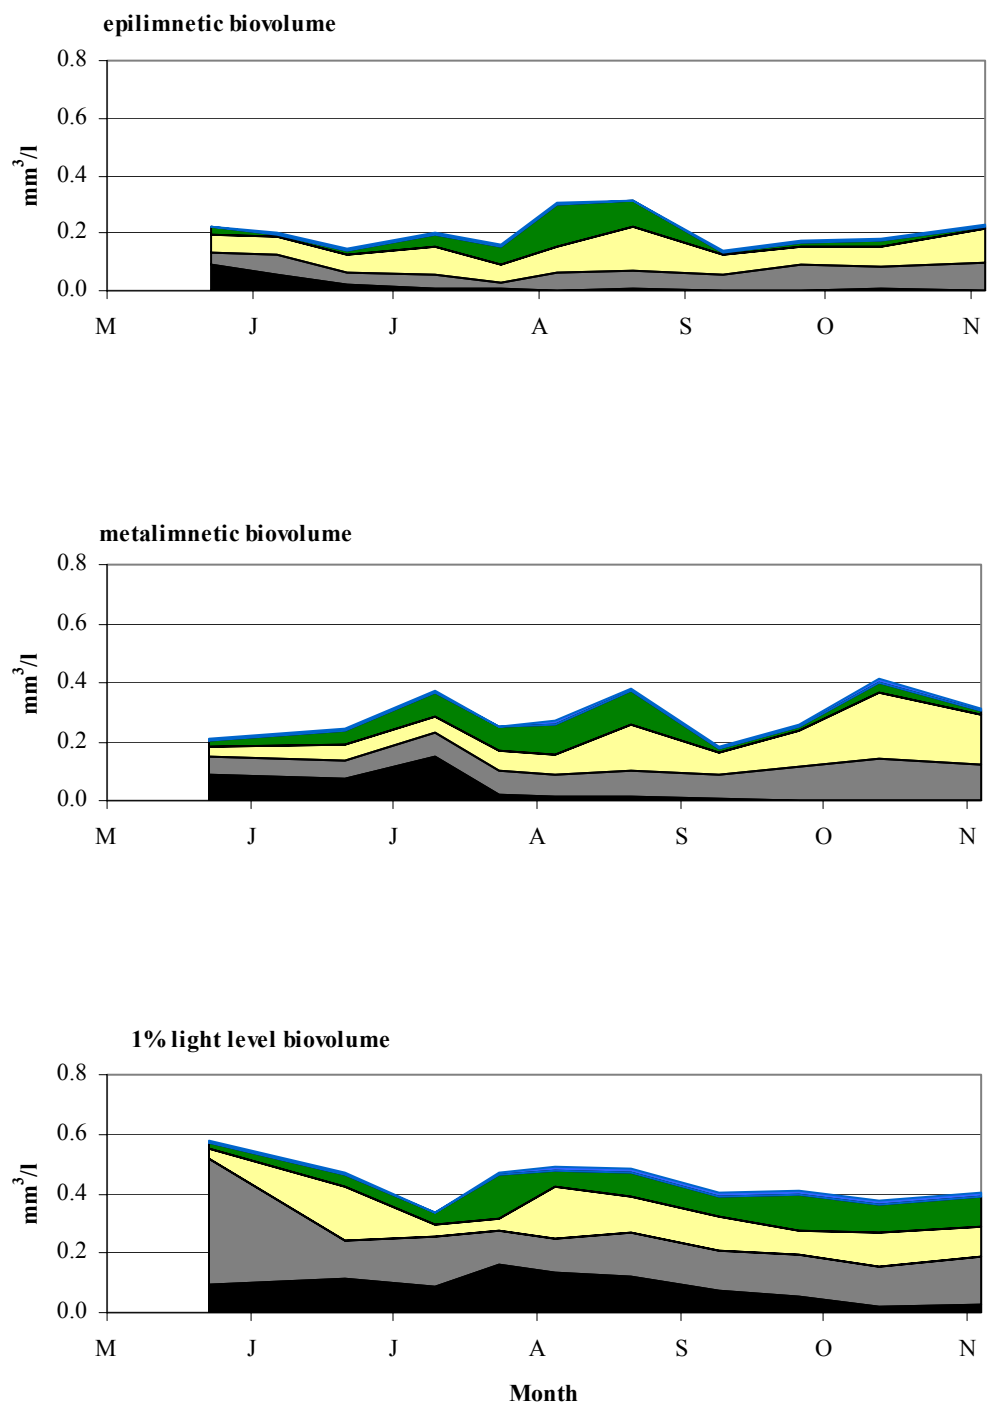 epilimnetic biovolume
0.8
0.6
0.4
0.2
0.0
mm³/l
M J J A S O N
metalimnetic biovolume
0.8
0.6
0.4
0.2
0.0
mm³/l
M J J A S O N
1% light level biovolume
0.8
0.6
0.4
0.2
0.0
mm³/l
M J J A S O N
Month